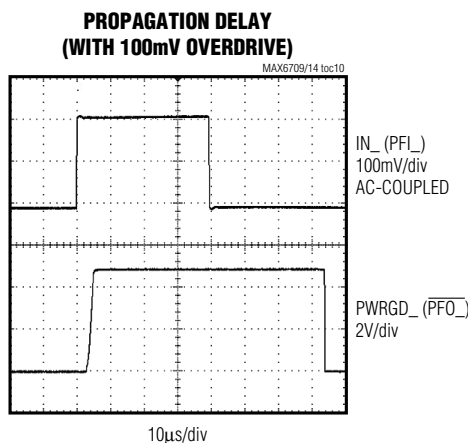 PROPAGATION DELAY
(WITH 100mV OVERDRIVE)
MAX6709/14 toc10
IN_ (PFI_)
100mV/div
AC-COUPLED
PWRGD_ (PFO_)
2V/div
10µs/div